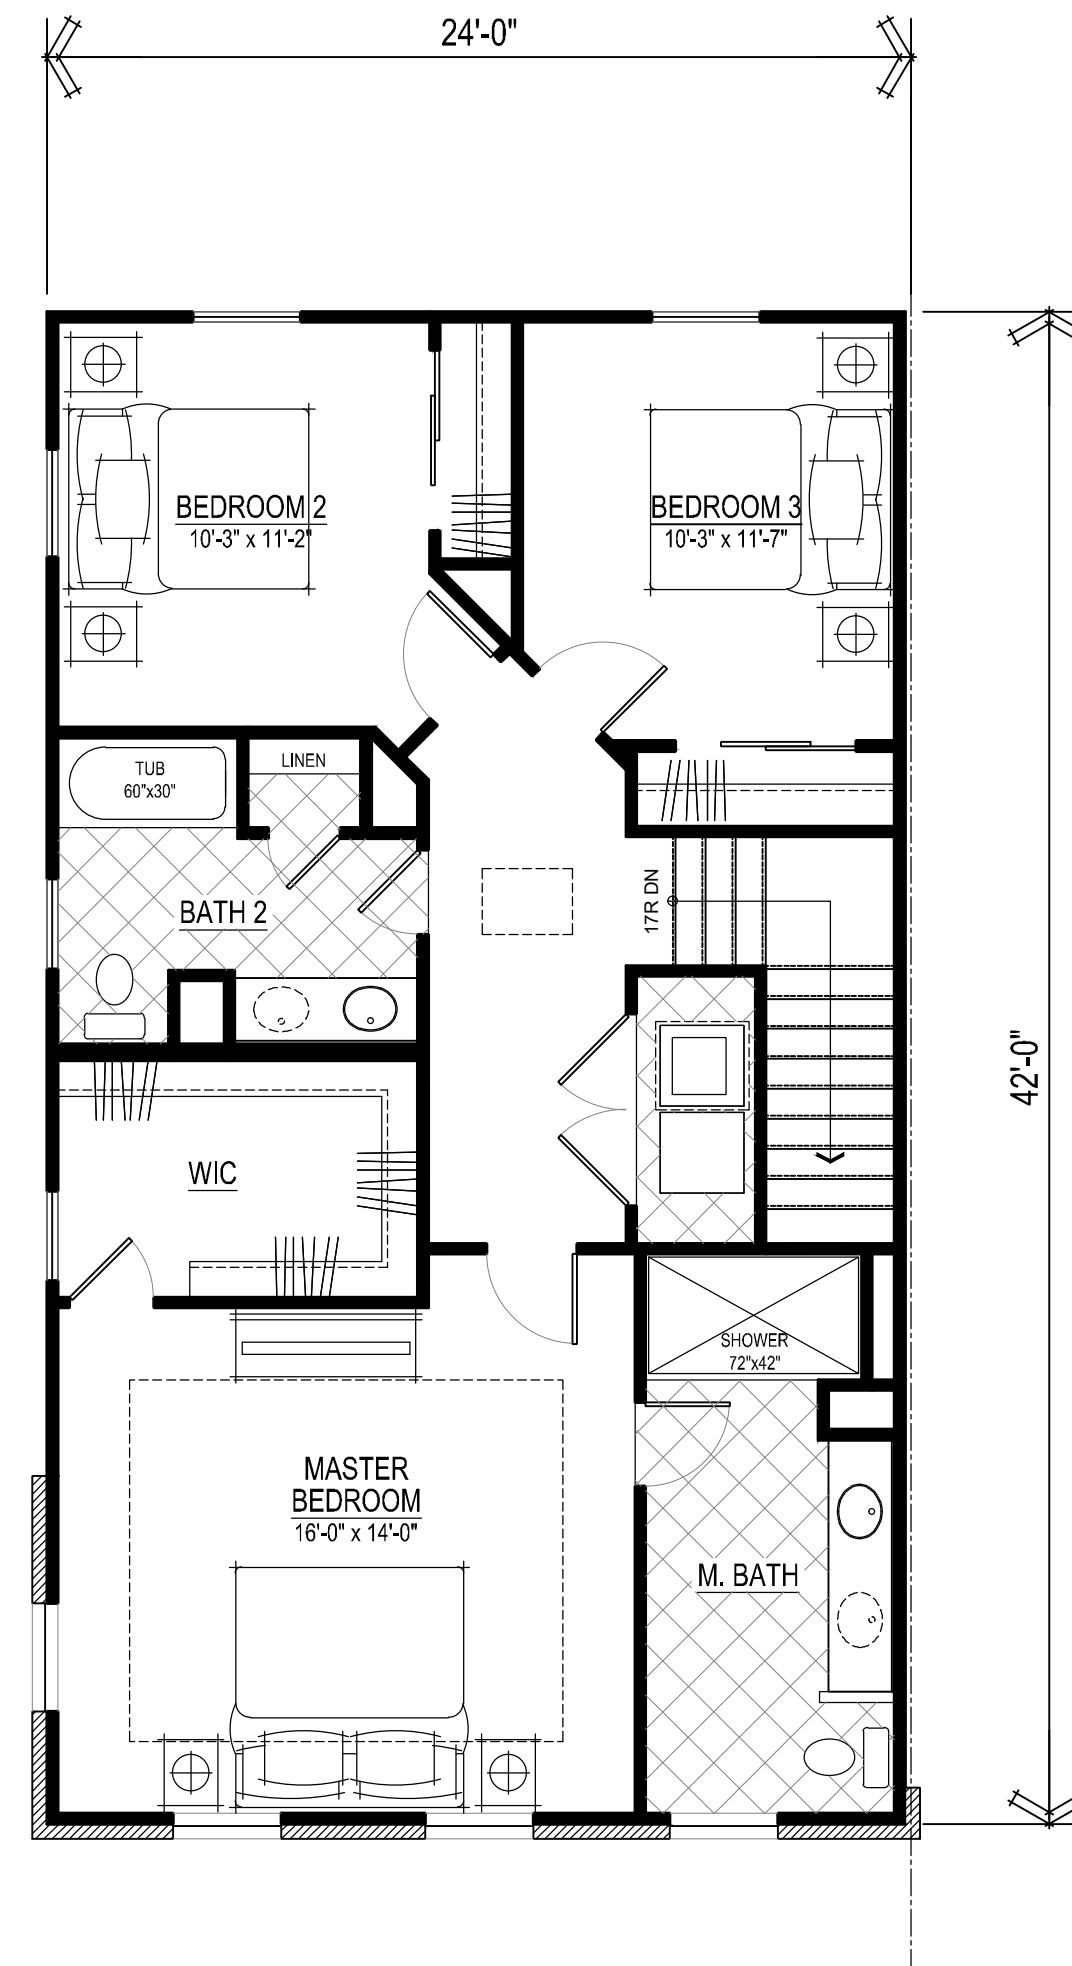 24'-0"
BEDROOM 2
10'-3" x 11'-2"
BEDROOM 3
10'-3" x 11'-7"
TUB
60"x30"
LINEN
17R DN
BATH 2
42'-0"
WIC
SHOWER
72"x42"
MASTER
BEDROOM
16'-0" x 14'-0"
M. BATH